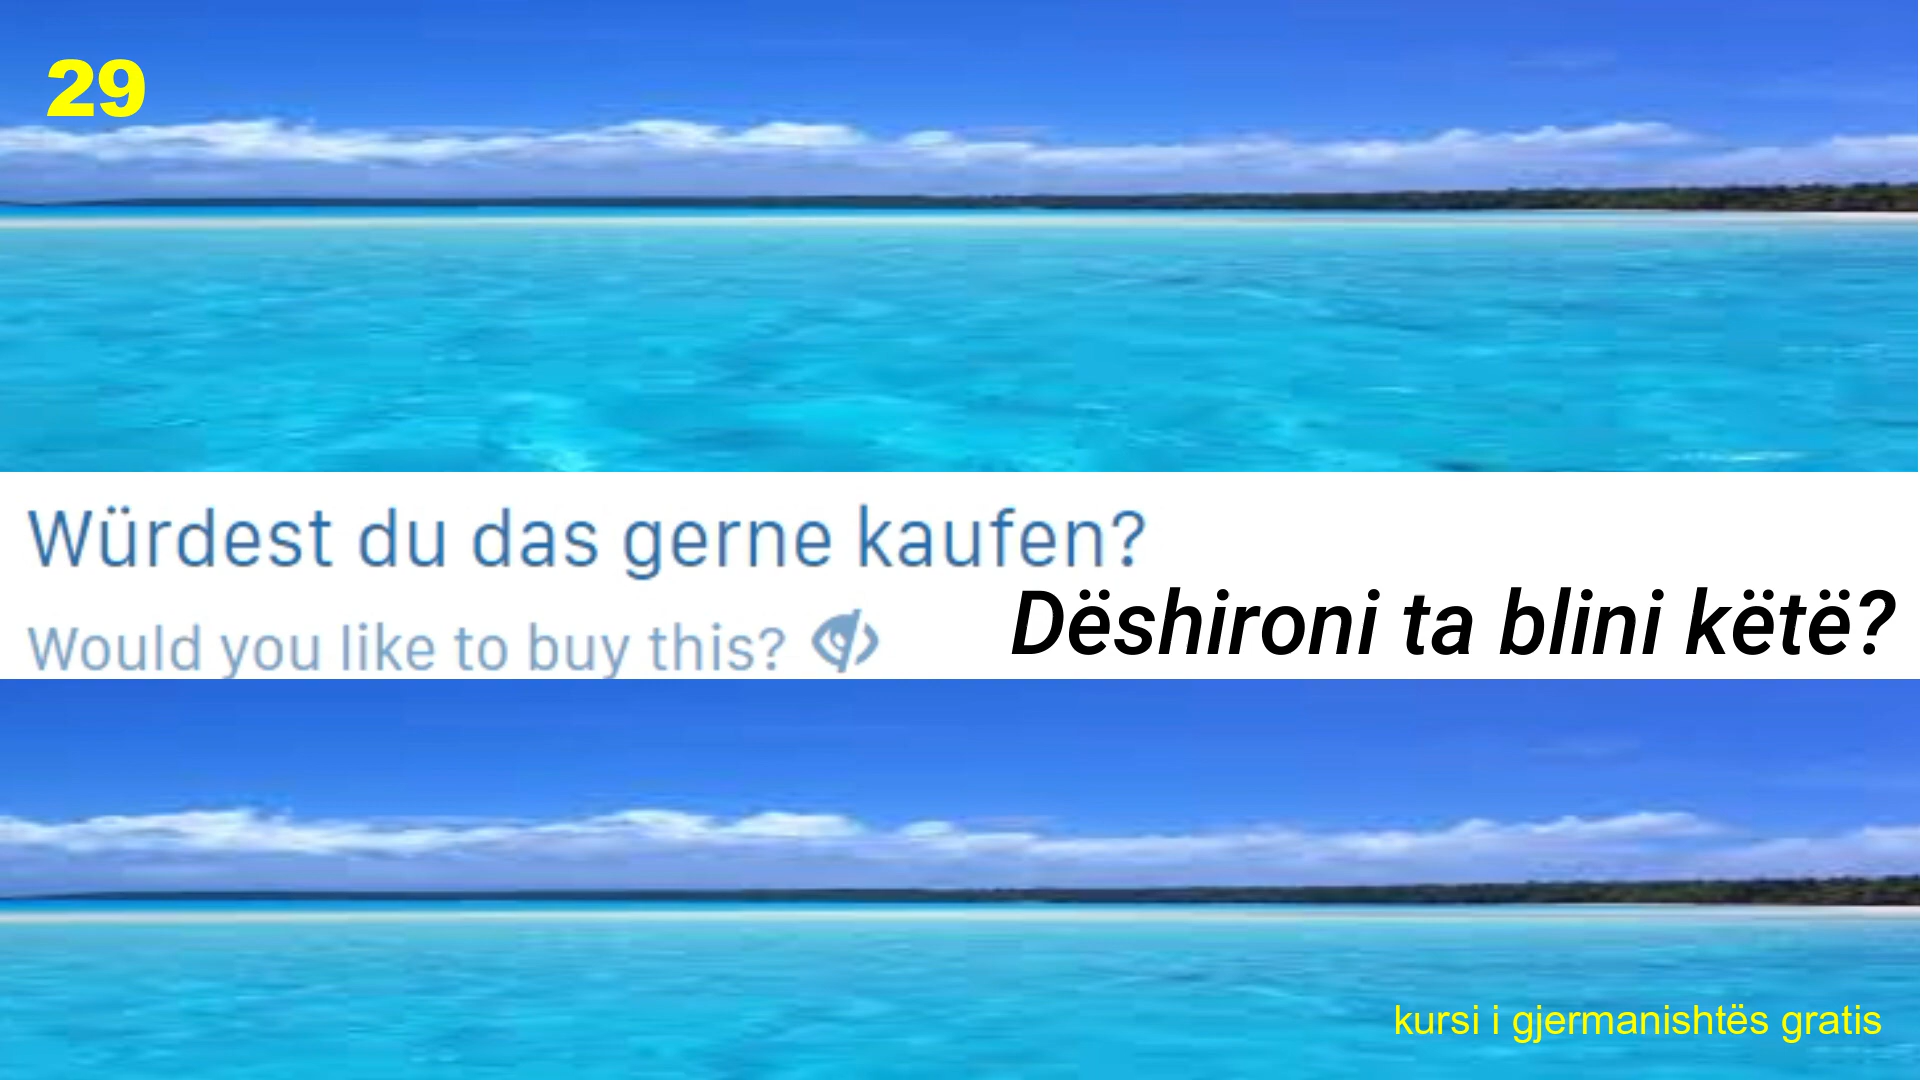 29
Würdest du das gerne kaufen?
Would you like to buy this?
Dëshironi ta blini këtë?
kursi i gjermanishtës gratis